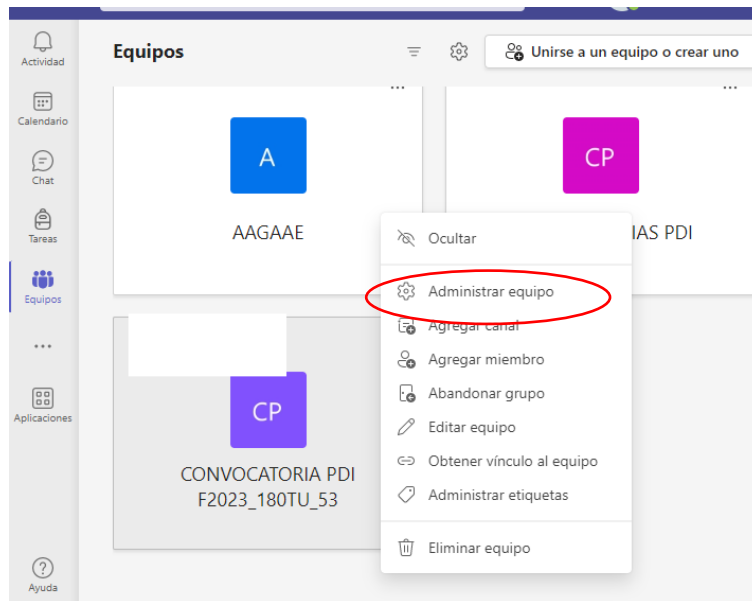 Actividad
Calendario
Chat
Tareas
Equipos
Aplicaciones
Ayuda
Equipos
Unirse a un equipo o crear uno
A
AAGAAE
CP
IAS PDI
CP
CONVOCATORIA PDI
F2023_180TU_53
Ocultar
Administrar equipo
Agregar canal
Agregar miembro
Abandonar grupo
Editar equipo
Obtener vínculo al equipo
Administrar etiquetas
Eliminar equipo